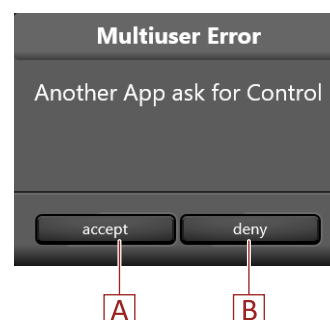 Multiuser Error
Another App ask for Control
accept deny
A B